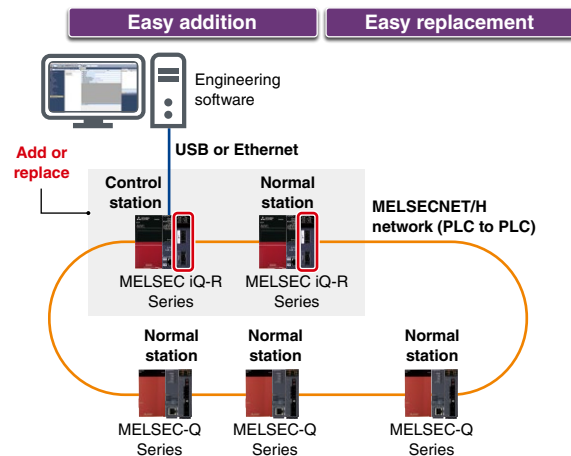 Easy addition
Easy replacement
Engineering
software
USB or Ethernet
Add or
replace
Control
station
Normal
station
MELSECNET/H
network (PLC to PLC)
MELSEC iQ-R
Series
MELSEC iQ-R
Series
Normal
station
Normal
station
Normal
station
MELSEC-Q
Series
MELSEC-Q
Series
MELSEC-Q
Series